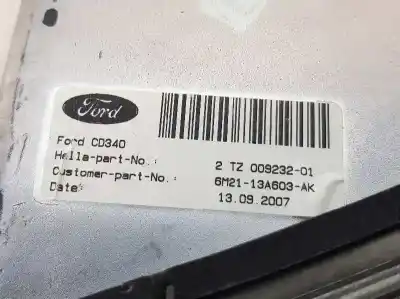 Ford
Ford CD340
Hella-part-No.: 2 TZ 009232-01
Customer-part-No.: 6M21-13A603-AK
Date: 13.09.2007